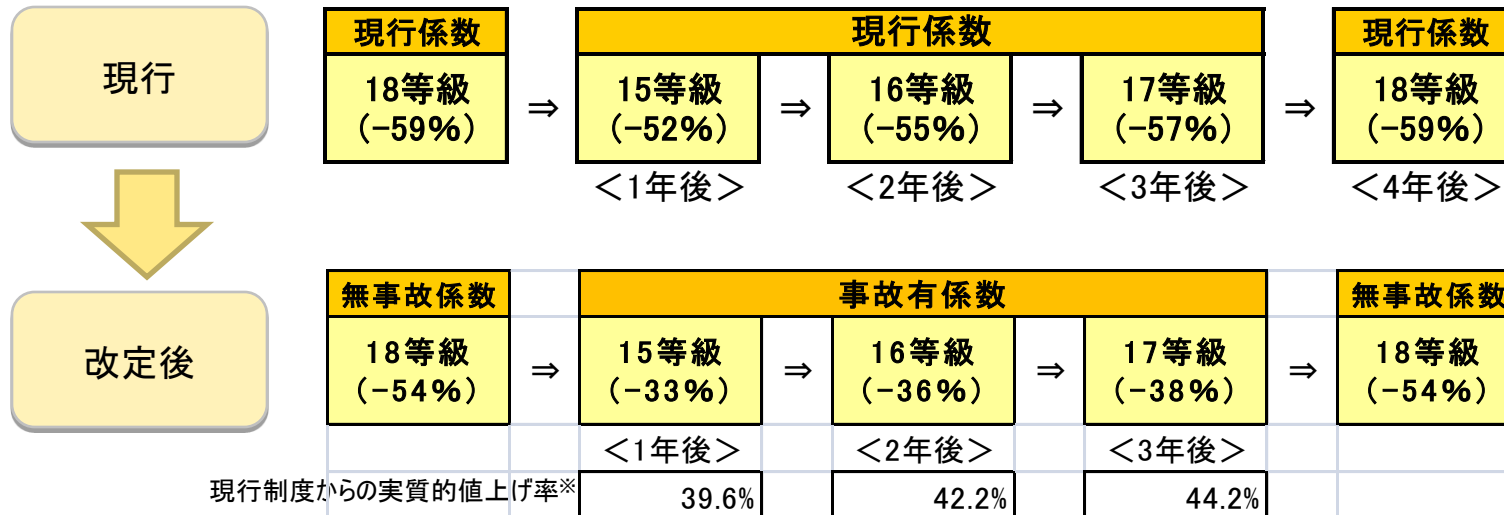 現行
現行係数 現行係数 現行係数
18等級 ⇒ 15等級 ⇒ 16等級 ⇒ 17等級 ⇒ 18等級
(-59%) (-52%) (-55%) (-57%) (-59%)
<1年後> <2年後> <3年後> <4年後>
改定後
無事故係数 事故有係数 無事故係数
18等級 ⇒ 15等級 ⇒ 16等級 ⇒ 17等級 ⇒ 18等級
(-54%) (-33%) (-36%) (-38%) (-54%)
<1年後> <2年後> <3年後>
現行制度からの実質的値上げ率※ 39.6% 42.2% 44.2%